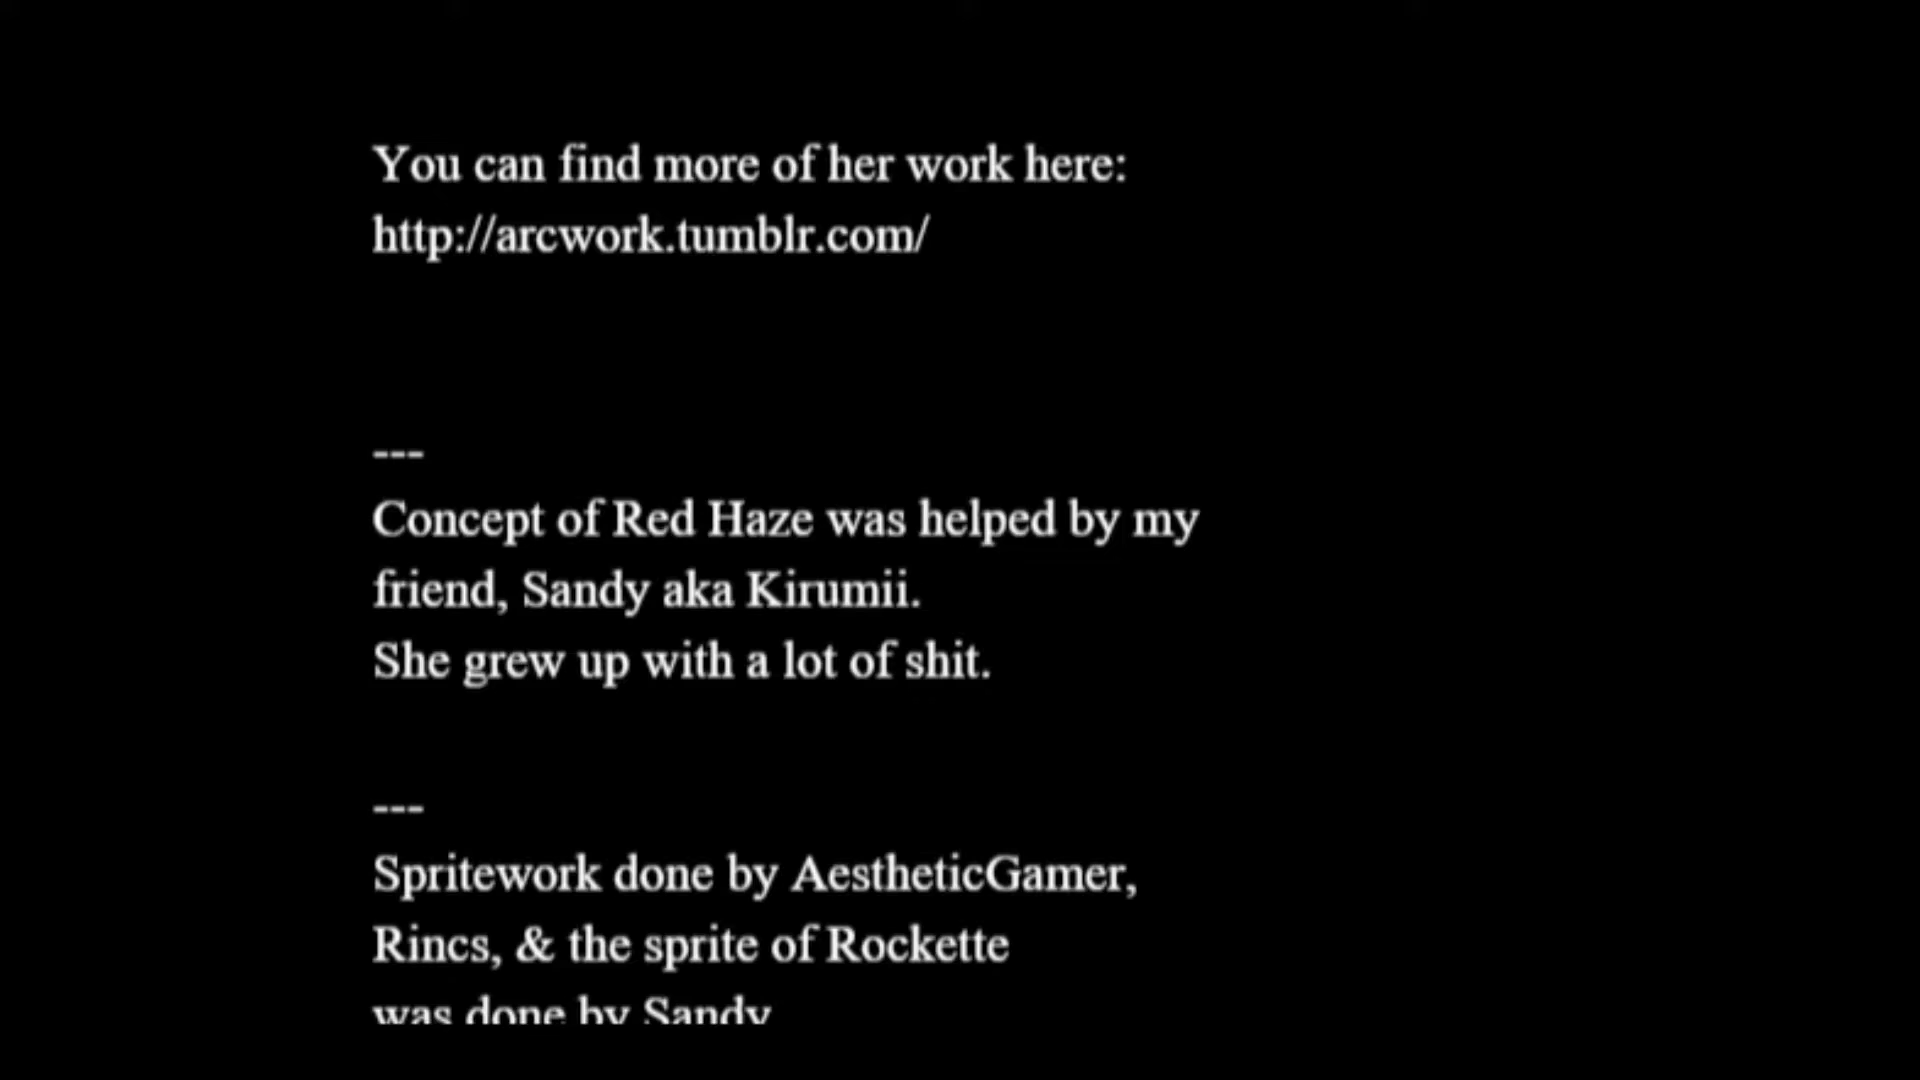 You can find more of her work here:
http://arcwork.tumblr.com/
---
Concept of Red Haze was helped by my
friend, Sandy aka Kirumii.
She grew up with a lot of shit.
---
Spritework done by AestheticGamer,
Rincs, & the sprite of Rockette
was done by Sandy